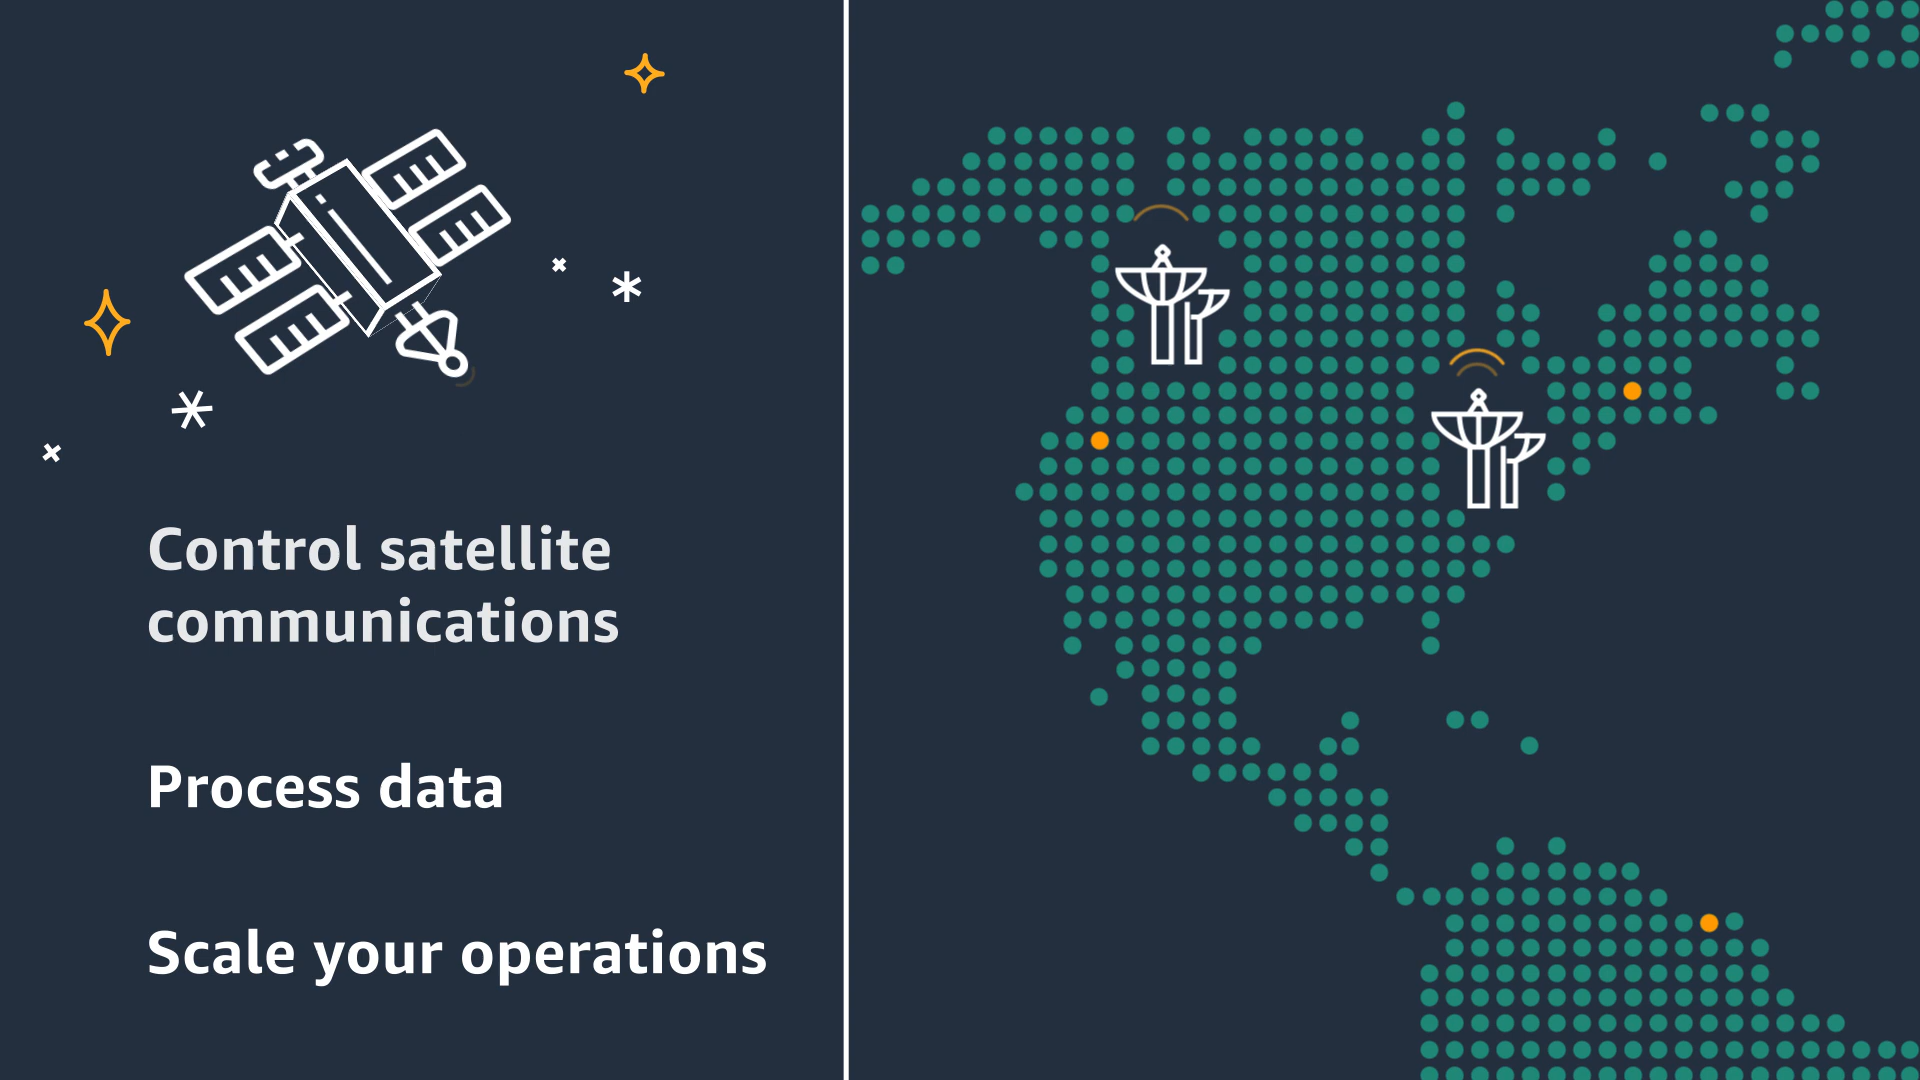 Control satellite
communications
Process data
Scale your operations